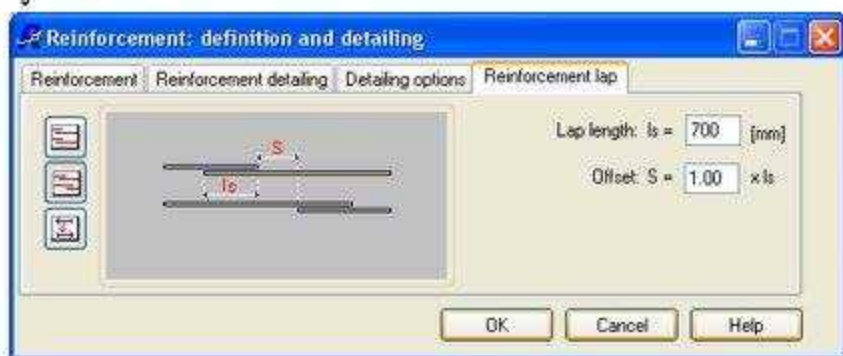 Reinforcement: definition and detailing
Reinforcement Reinforcement detailing Detailing options Reinforcement lap
S
ls
Lap length: ls = 700 [mm]
Offset: S = 1.00 x ls
OK Cancel Help